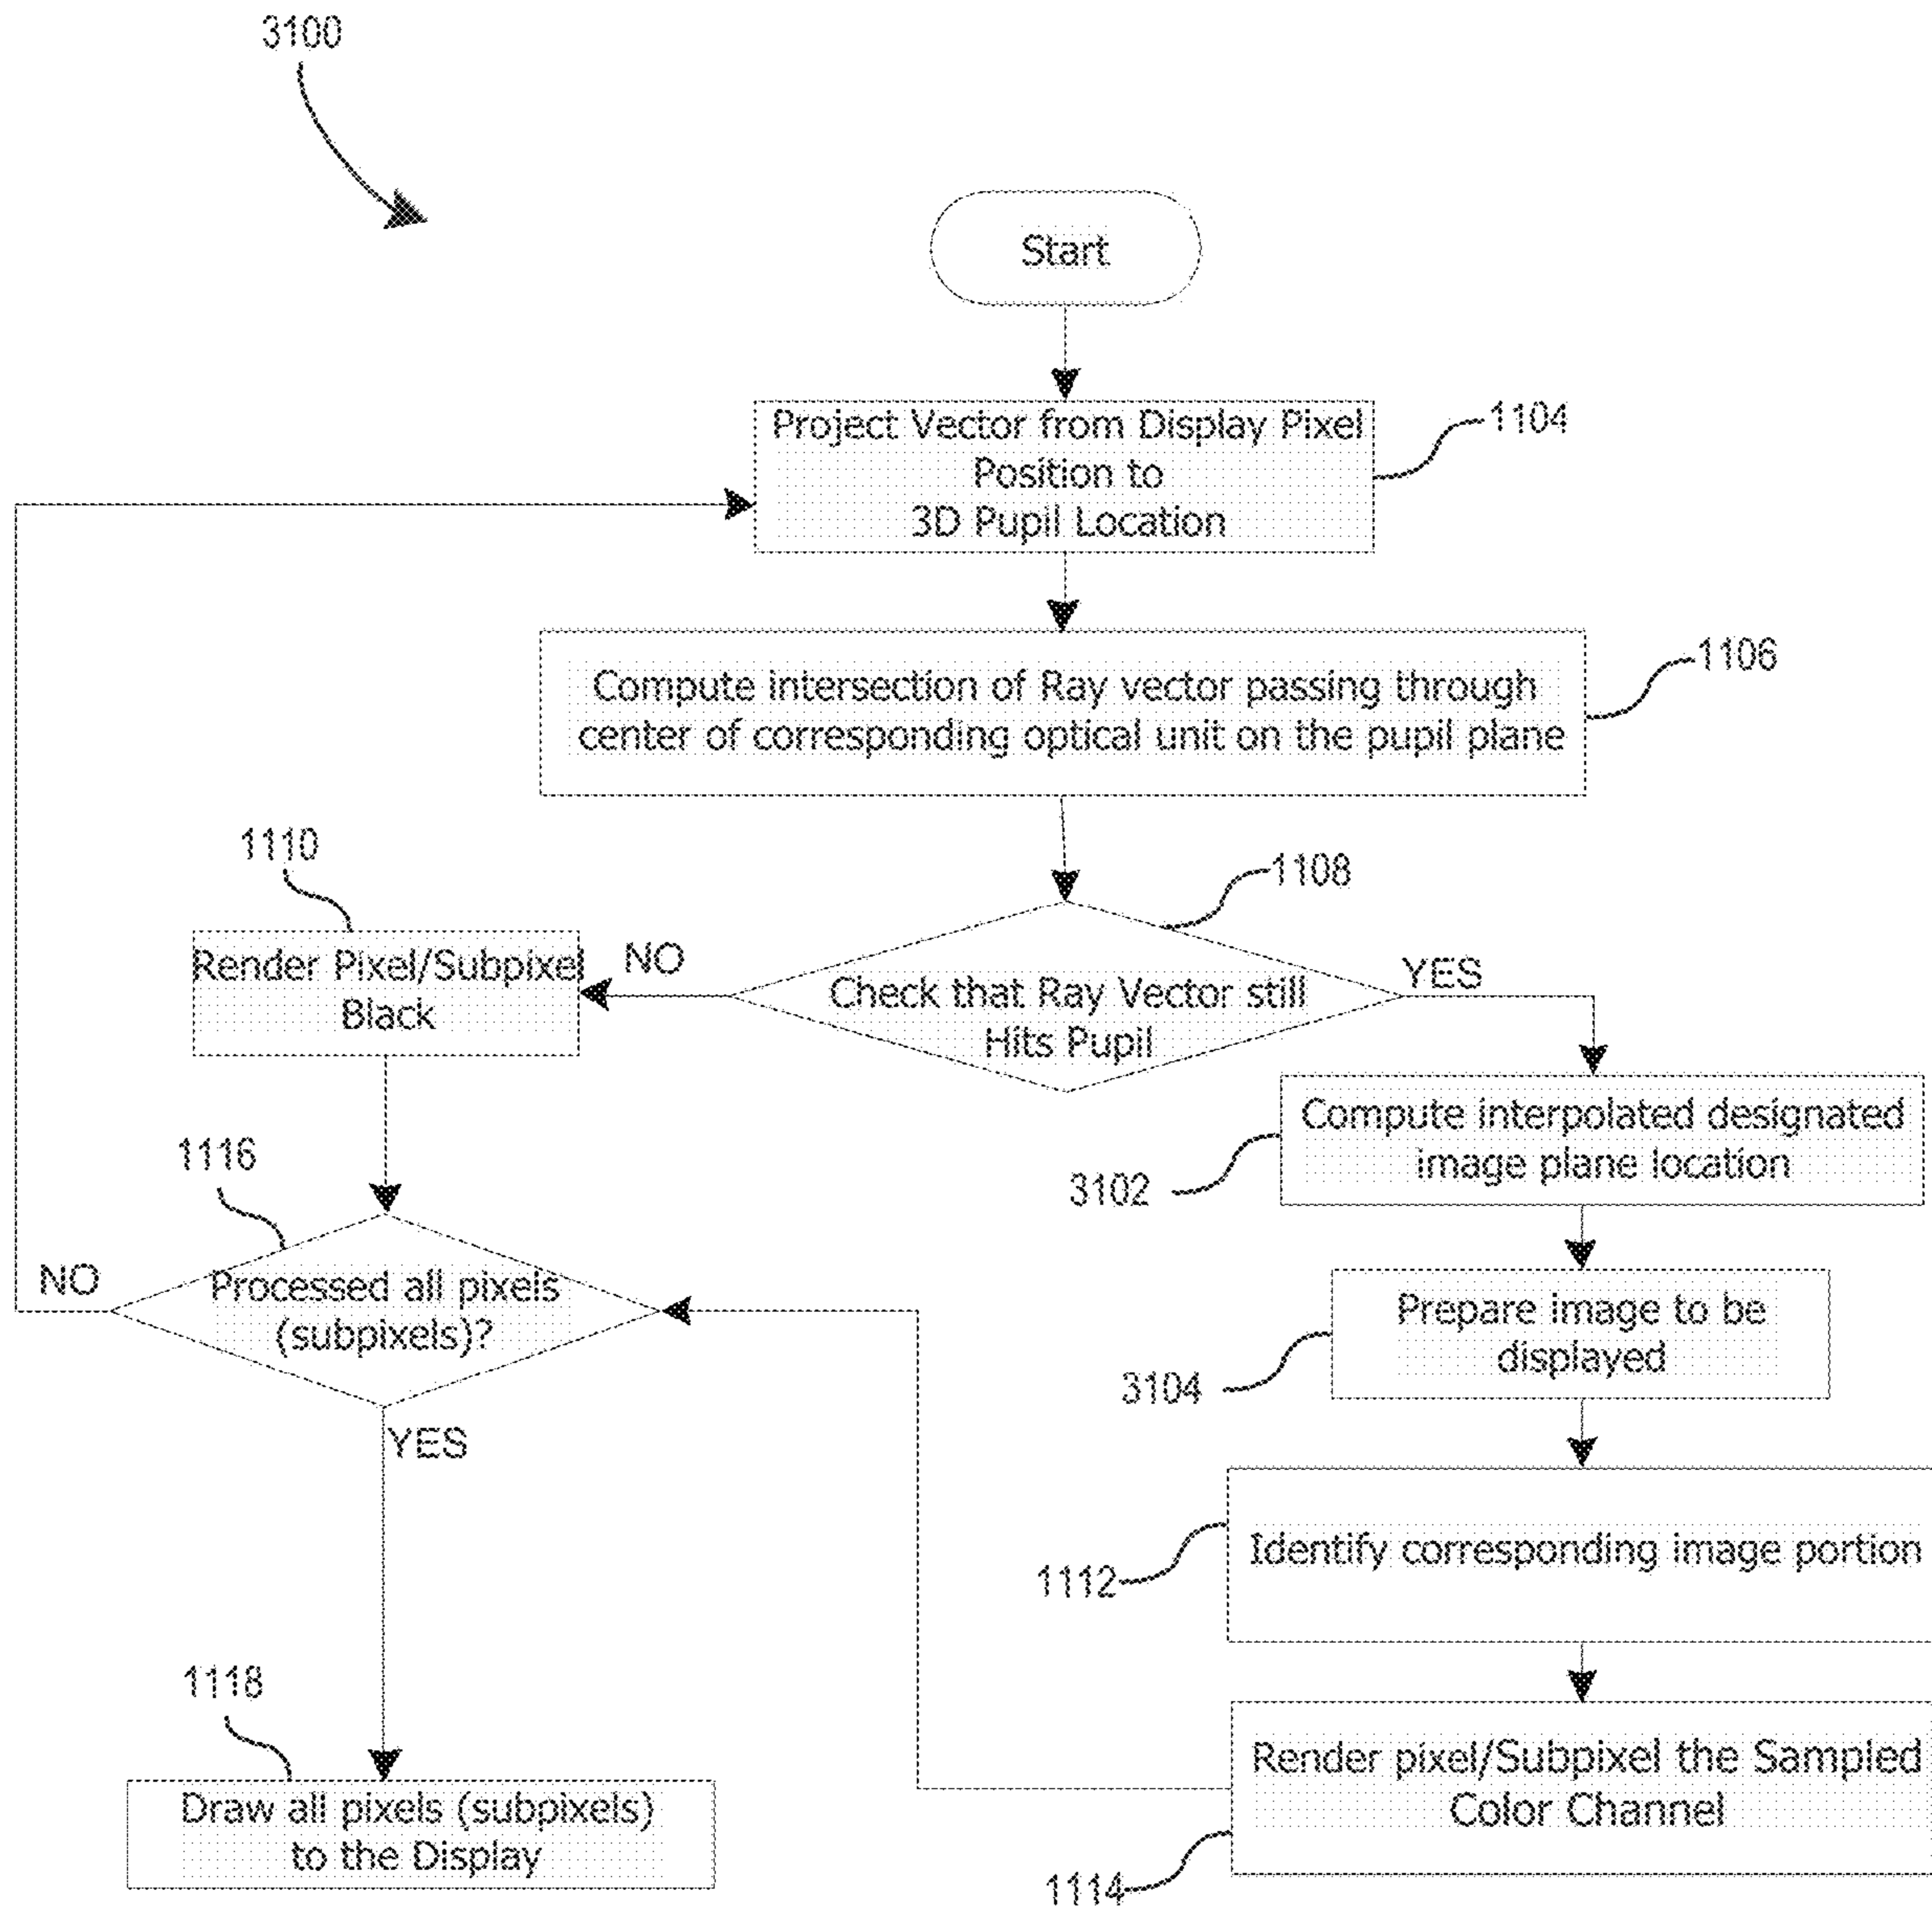 3100
Start
Project Vector from Display Pixel
Position to
3D Pupil Location
1104
Compute intersection of Ray vector passing through
center of corresponding optical unit on the pupil plane
1106
1110
Render Pixel/Subpixel
Black
NO
1108
Check that Ray Vector still
Hits Pupil
YES
Compute interpolated designated
image plane location
3102
1116
NO
Processed all pixels
(subpixels)?
YES
Prepare image to be
displayed
3104
Identify corresponding image portion
1112
1118
Draw all pixels (subpixels)
to the Display
Render pixel/Subpixel the Sampled
Color Channel
1114